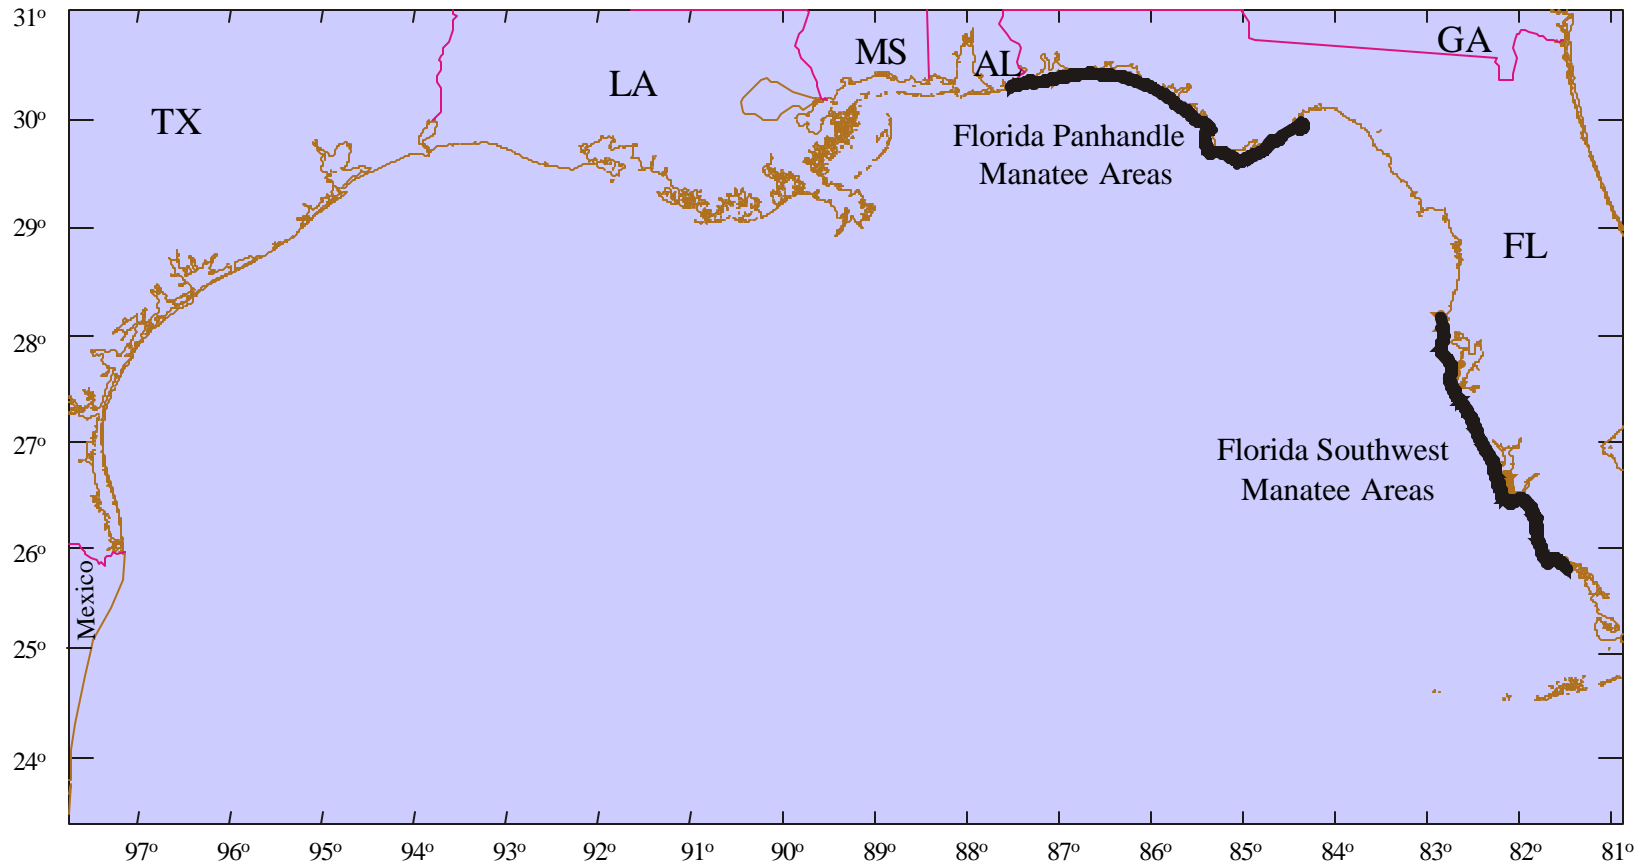 31º
GA
MS
AL
LA
TX
30º
Florida Panhandle
Manatee Areas
29º
FL
28º
27º
Florida Southwest
Manatee Areas
26º
Mexico
25º
24º
97º 96º 95º 94º 93º 92º 91º 90º 89º 88º 87º 86º 85º 84º 83º 82º 81º